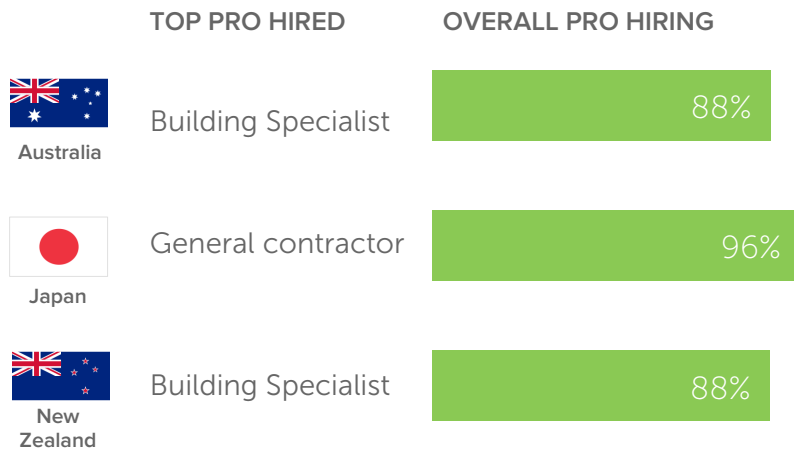 TOP PRO HIRED OVERALL PRO HIRING
Australia
Building Specialist
88%
Japan
General contractor
96%
New
Zealand
Building Specialist
88%